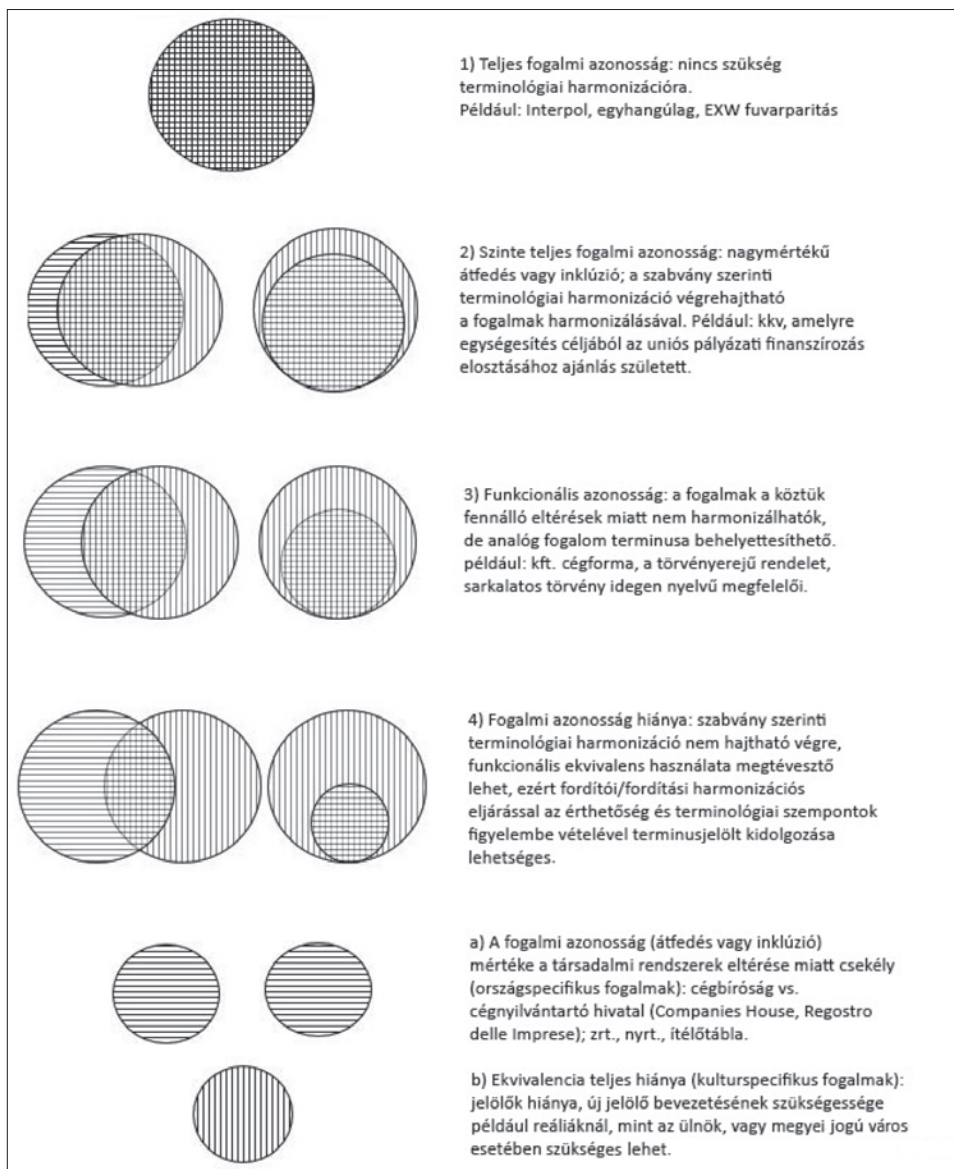 1) Teljes fogalmi azonosság: nincs szükség
terminológiai harmonizációra.
Például: Interpol, egyhangúlag, EXW fuvarparitás
2) Szinte teljes fogalmi azonosság: nagymértékű
átfedés vagy inklúzió; a szabvány szerinti
terminológiai harmonizáció végrehajtható
a fogalmak harmonizálásával. Például: kkv, amelyre
egységesítés céljából az uniós pályázati finanszírozás
elosztásához ajánlás született.
3) Funkcionális azonosság: a fogalmak a köztük
fennálló eltérések miatt nem harmonizálhatók,
de analóg fogalom terminusa behelyettesíthető.
például: kft. cégforma, a törvényerejű rendelet,
sarkalatos törvény idegen nyelvű megfelelői.
4) Fogalmi azonosság hiánya: szabvány szerinti
terminológiai harmonizáció nem hajtható végre,
funkcionális ekvivalens használata megtévesztő
lehet, ezért fordítói/fordítási harmonizációs
eljárással az érthetőség és terminológiai szempontok
figyelembe vételével terminusjelölt kidolgozása
lehetséges.
a) A fogalmi azonosság (átfedés vagy inklúzió)
mértéke a társadalmi rendszerek eltérése miatt csekély
(országspecifikus fogalmak): cégbíróság vs.
cégnyilvántartó hivatal (Companies House, Regostro
delle Imprese); zrt., nyrt., ítélőtábla.
b) Ekvivalencia teljes hiánya (kulturspecifikus fogalmak):
jelölők hiánya, új jelölő bevezetésének szükségessége
például reáliáknál, mint az ülnök, vagy megyei jogú város
esetében szükséges lehet.